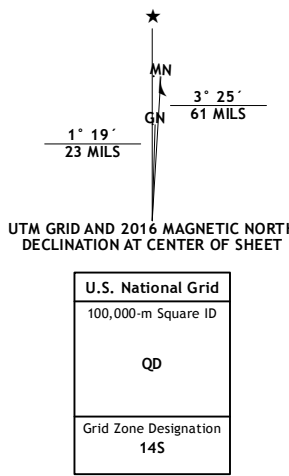 ★
MN
GN
3° 25´
61 MILS
1° 19´
23 MILS
UTM GRID AND 2016 MAGNETIC NORTH
DECLINATION AT CENTER OF SHEET
U.S. National Grid
100,000-m Square ID
QD
Grid Zone Designation
14S